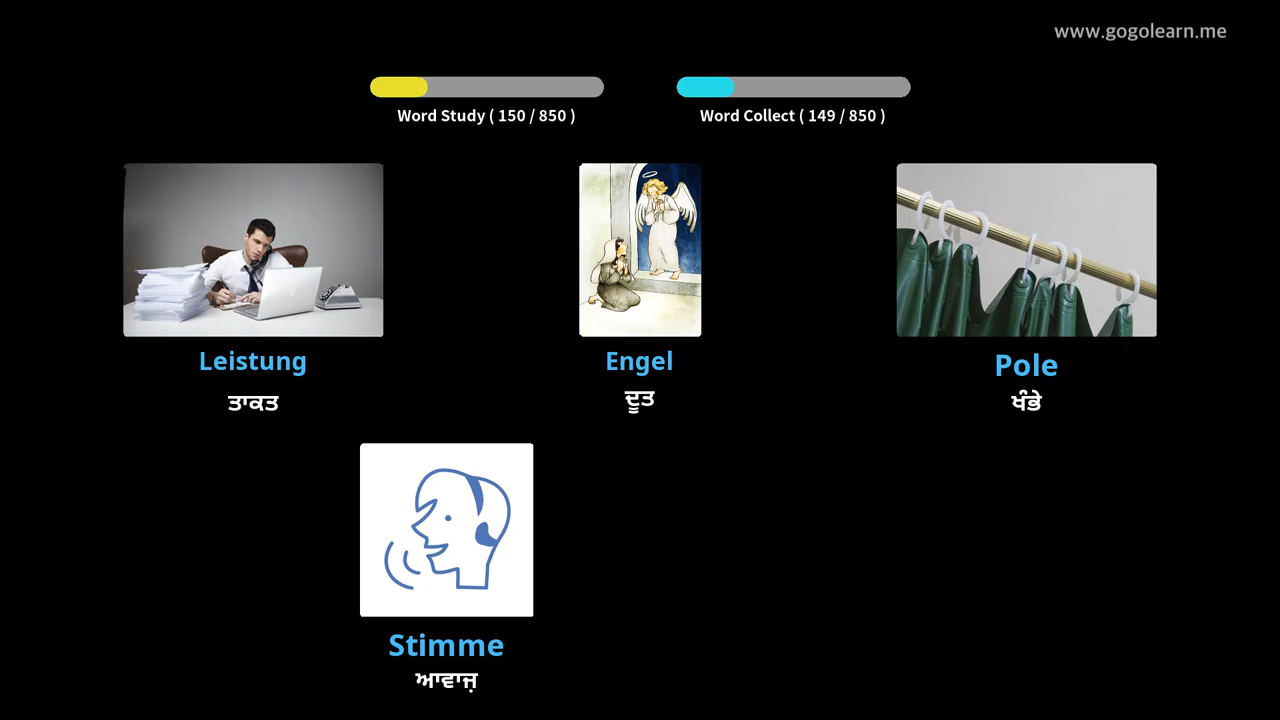 www.gogolearn.me
Word Study ( 150 / 850 )
Word Collect ( 149 / 850 )
Leistung
ਤਾਕਤ
Engel
ਦੂਤ
Pole
ਖੰਭੇ
Stimme
ਆਵਾਜ਼